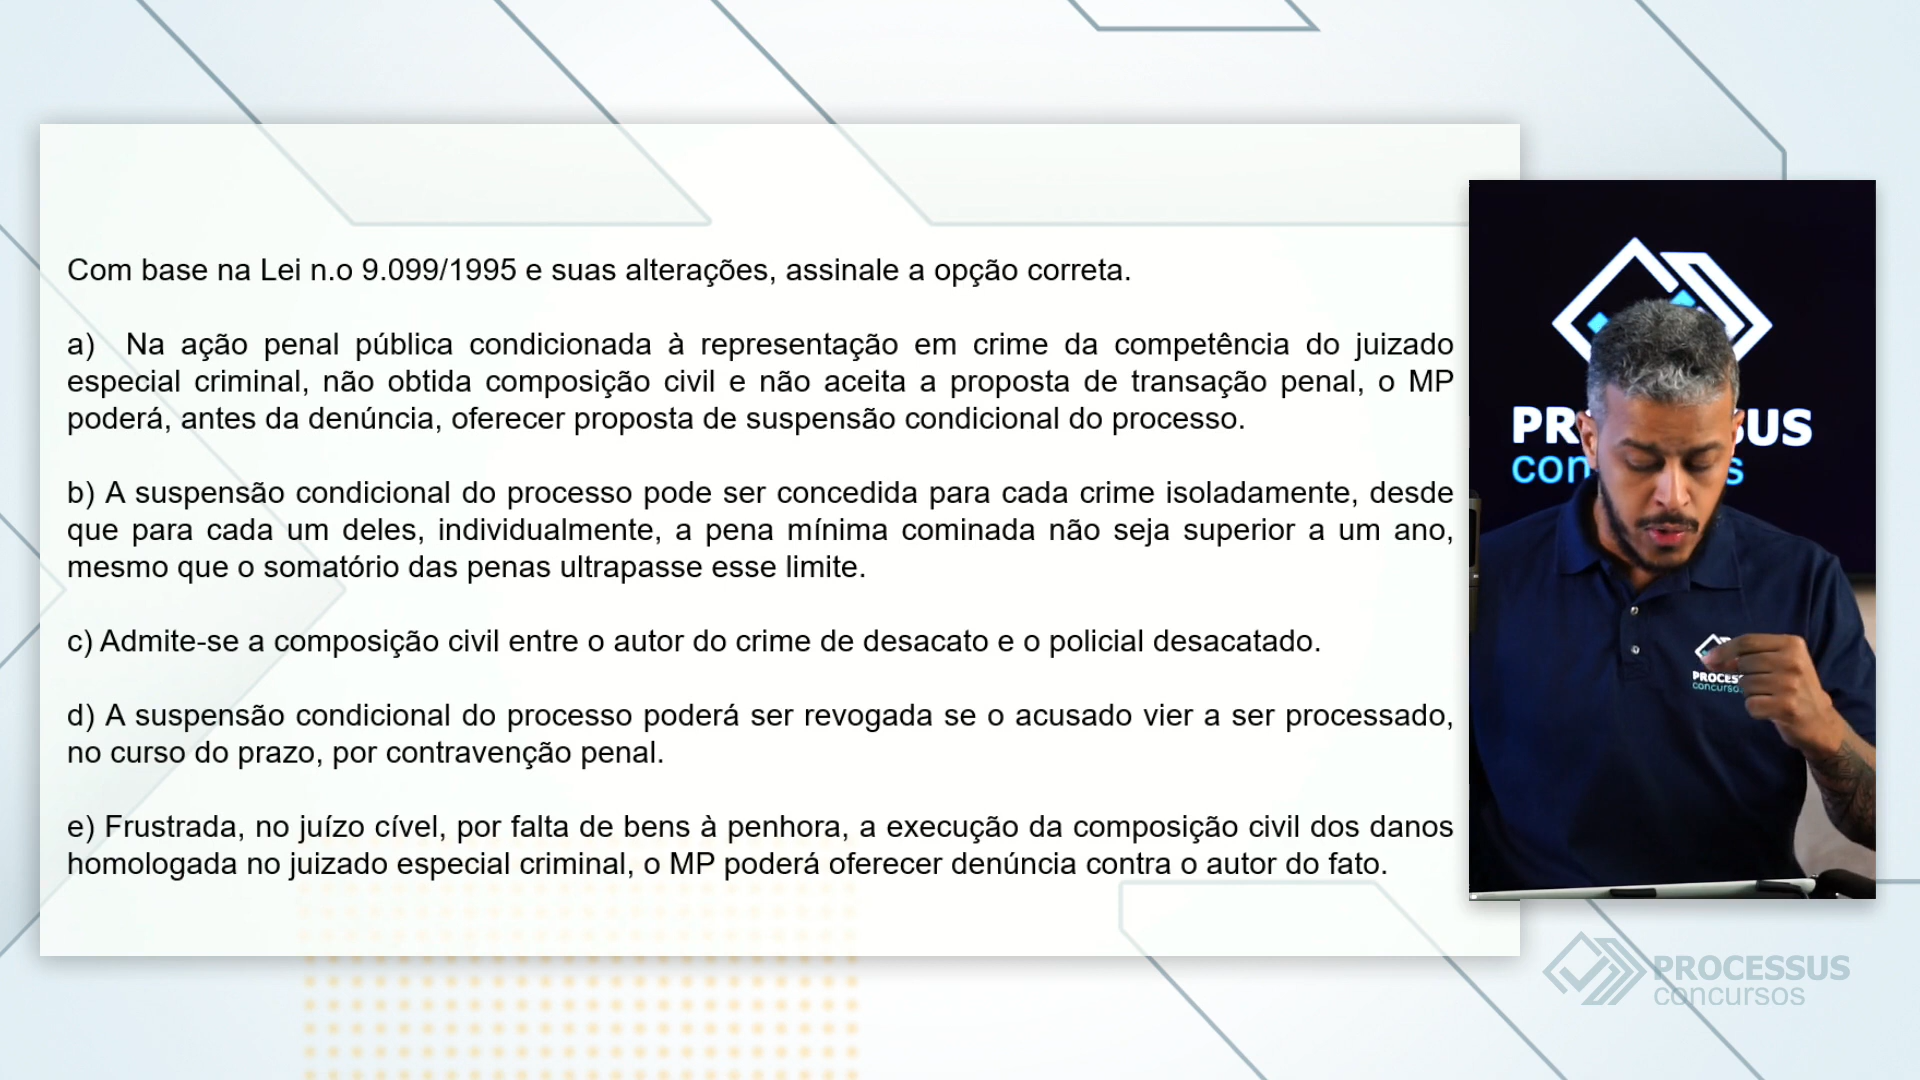 Com base na Lei n.o 9.099/1995 e suas alterações, assinale a opção correta.
a) Na ação penal pública condicionada à representação em crime da competência do juizado
especial criminal, não obtida composição civil e não aceita a proposta de transação penal, o MP
poderá, antes da denúncia, oferecer proposta de suspensão condicional do processo.
b) A suspensão condicional do processo pode ser concedida para cada crime isoladamente, desde
que para cada um deles, individualmente, a pena mínima cominada não seja superior a um ano,
mesmo que o somatório das penas ultrapasse esse limite.
c) Admite-se a composição civil entre o autor do crime de desacato e o policial desacatado.
d) A suspensão condicional do processo poderá ser revogada se o acusado vier a ser processado,
no curso do prazo, por contravenção penal.
e) Frustrada, no juízo cível, por falta de bens à penhora, a execução da composição civil dos danos
homologada no juizado especial criminal, o MP poderá oferecer denúncia contra o autor do fato.
PROCESSUS
concursos